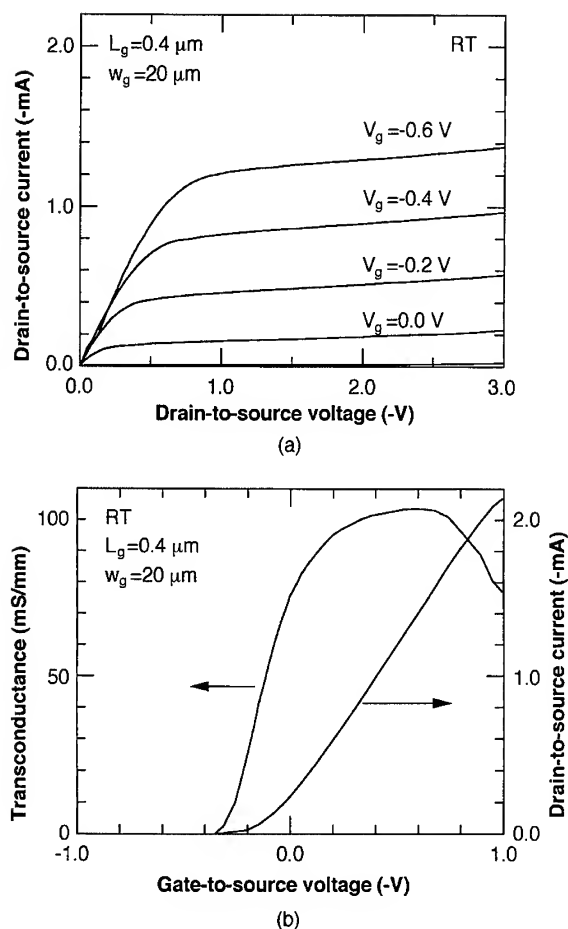 L_g=0.4 μm
w_g=20 μm
RT
V_g=-0.6 V
V_g=-0.4 V
V_g=-0.2 V
V_g=0.0 V
2.0
1.0
0.0
0.0 1.0 2.0 3.0
Drain-to-source current (-mA)
Drain-to-source voltage (-V)
(a)
RT
L_g=0.4 μm
w_g=20 μm
100
50
0
2.0
1.0
0.0
-1.0 0.0 1.0
Transconductance (mS/mm)
Drain-to-source current (-mA)
Gate-to-source voltage (-V)
(b)